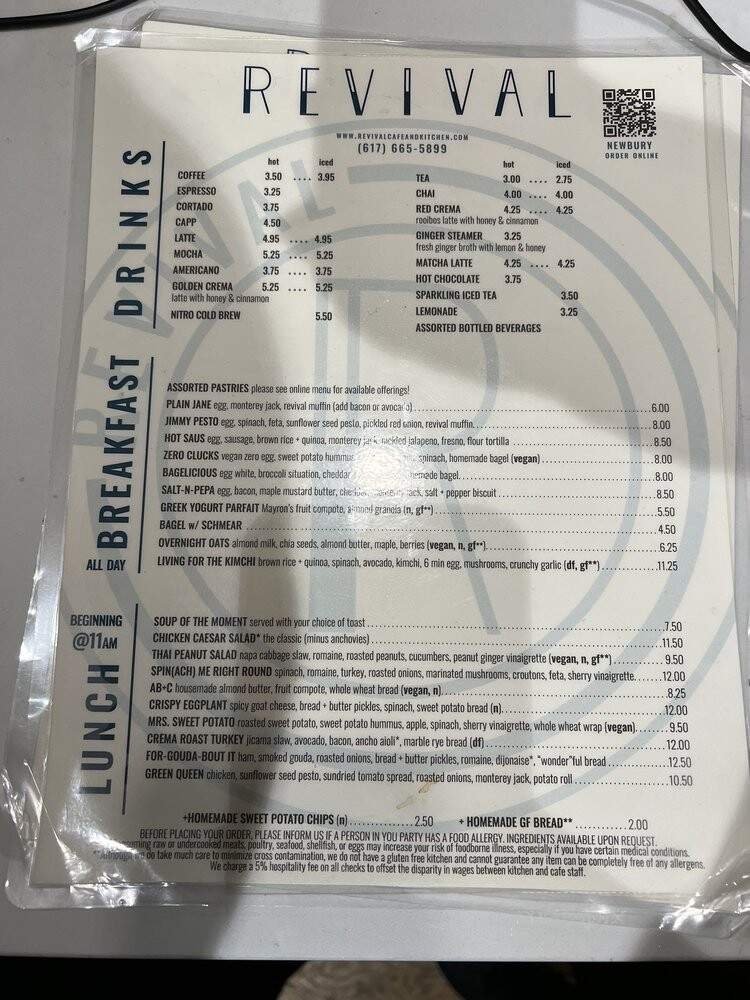 REVIVAL
WWW.REVIVALCAFEANDKITCHEN.COM
(617) 665-5899
NEWBURY
ORDER ONLINE
REVIVAL
DRINKS
hot iced
COFFEE 3.50 .... 3.95
ESPRESSO 3.25
CORTADO 3.75
CAPP 4.50
LATTE 4.95 .... 4.95
MOCHA 5.25 .... 5.25
AMERICANO 3.75 .... 3.75
GOLDEN CREMA 5.25 .... 5.25
latte with honey & cinnamon
NITRO COLD BREW 5.50
hot iced
TEA 3.00 .... 2.75
CHAI 4.00 .... 4.00
RED CREMA 4.25 .... 4.25
rooibos latte with honey & cinnamon
GINGER STEAMER 3.25
fresh ginger broth with lemon & honey
MATCHA LATTE 4.25 .... 4.25
HOT CHOCOLATE 3.75
SPARKLING ICED TEA 3.50
LEMONADE 3.25
ASSORTED BOTTLED BEVERAGES
BREAKFAST
ALL DAY
ASSORTED PASTRIES please see online menu for available offerings!
PLAIN JANE egg, monterey jack, revival muffin (add bacon or avocado) 6.00
JIMMY PESTO egg, spinach, feta, sunflower seed pesto, pickled red onion, revival muffin. 8.00
HOT SAUS egg, sausage, brown rice + quinoa, monterey jack, pickled jalapeno, fresno, flour tortilla 8.50
ZERO CLUCKS vegan zero egg, sweet potato hummus, spinach, homemade bagel (vegan) 8.00
BAGELICIOUS egg white, broccoli situation, cheddar homemade bagel. 8.00
SALT-N-PEPA egg, bacon, maple mustard butter, cheddar, monterey jack, salt + pepper biscuit 8.50
GREEK YOGURT PARFAIT Mayron's fruit compote, almond granola (n, gf**) 5.50
BAGEL w/ SCHMEAR 4.50
OVERNIGHT OATS almond milk, chia seeds, almond butter, maple, berries (vegan, n, gf**). 6.25
LIVING FOR THE KIMCHI brown rice + quinoa, spinach, avocado, kimchi, 6 min egg, mushrooms, crunchy garlic (df, gf**) 11.25
BEGINNING
@11AM
LUNCH
SOUP OF THE MOMENT served with your choice of toast 7.50
CHICKEN CAESAR SALAD* the classic (minus anchovies) 11.50
THAI PEANUT SALAD napa cabbage slaw, romaine, roasted peanuts, cucumbers, peanut ginger vinaigrette (vegan, n, gf**) 9.50
SPIN(ACH) ME RIGHT ROUND spinach, romaine, turkey, roasted onions, marinated mushrooms, croutons, feta, sherry vinaigrette. 12.00
AB+C housemade almond butter, fruit compote, whole wheat bread (vegan, n). 8.25
CRISPY EGGPLANT spicy goat cheese, bread + butter pickles, spinach, sweet potato bread (n). 12.00
MRS. SWEET POTATO roasted sweet potato, sweet potato hummus, apple, spinach, sherry vinaigrette, whole wheat wrap (vegan). 9.50
CREMA ROAST TURKEY jicama slaw, avocado, bacon, ancho aioli*, marble rye bread (df) 12.00
FOR-GOUDA-BOUT IT ham, smoked gouda, roasted onions, bread + butter pickles, romaine, dijonaise*, "wonder"ful bread 12.50
GREEN QUEEN chicken, sunflower seed pesto, sundried tomato spread, roasted onions, monterey jack, potato roll 10.50
+HOMEMADE SWEET POTATO CHIPS (n) 2.50 + HOMEMADE GF BREAD** 2.00
BEFORE PLACING YOUR ORDER, PLEASE INFORM US IF A PERSON IN YOU PARTY HAS A FOOD ALLERGY. INGREDIENTS AVAILABLE UPON REQUEST.
raw or undercooked meats, poultry, seafood, shellfish, or eggs may increase your risk of foodborne illness, especially if you have certain medical conditions.
**Although we do take much care to minimize cross contamination, we do not have a gluten free kitchen and cannot guarantee any item can be completely free of any allergens.
We charge a 5% hospitality fee on all checks to offset the disparity in wages between kitchen and cafe staff.